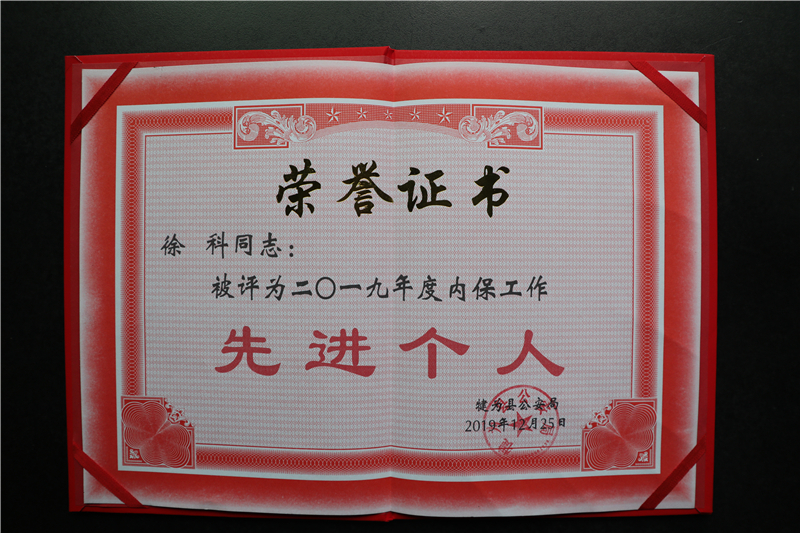 荣誉证书
徐 科同志：
被评为二〇一九年度内保工作
先进个人
犍为县公安局
2019年12月25日